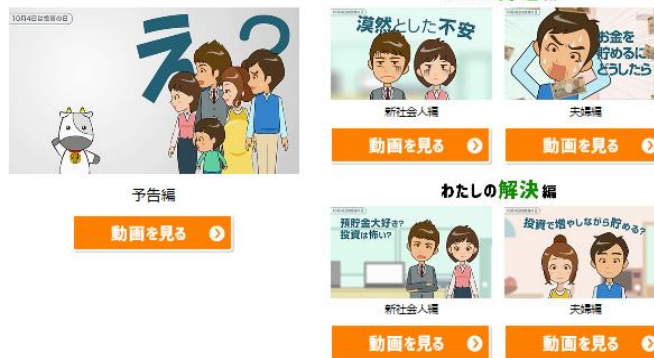 10月4日は投資の日
え?
予告編
動画を見る
漠然とした不安
新社会人編
動画を見る
お金を
貯めるに
どうしたら
夫婦編
動画を見る
わたしの解決編
預貯金大好き?
投資は怖い?
新社会人編
動画を見る
投資で増やしながら貯める?
夫婦編
動画を見る